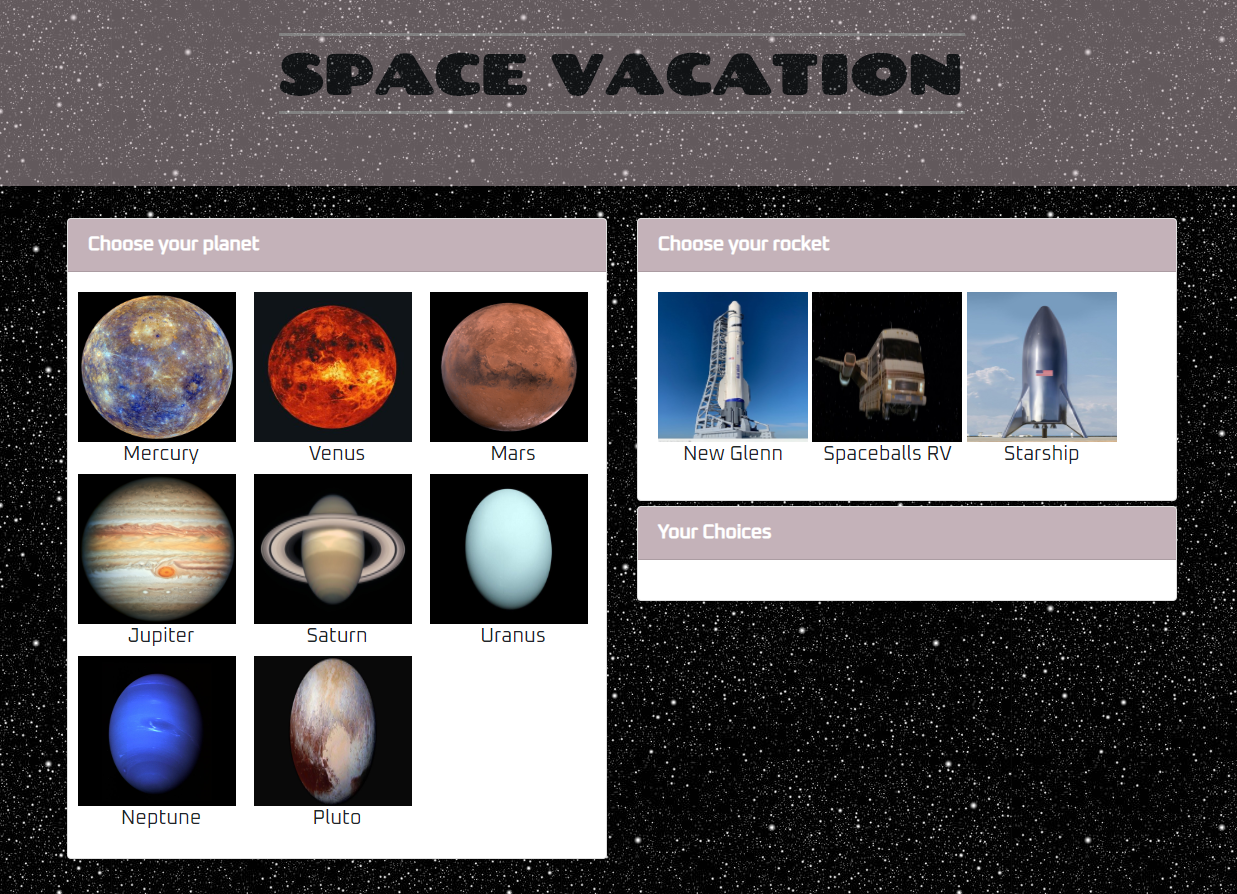 SPACE VACATION
Choose your planet
Mercury
Venus
Mars
Jupiter
Saturn
Uranus
Neptune
Pluto
Choose your rocket
New Glenn
Spaceballs RV
Starship
Your Choices